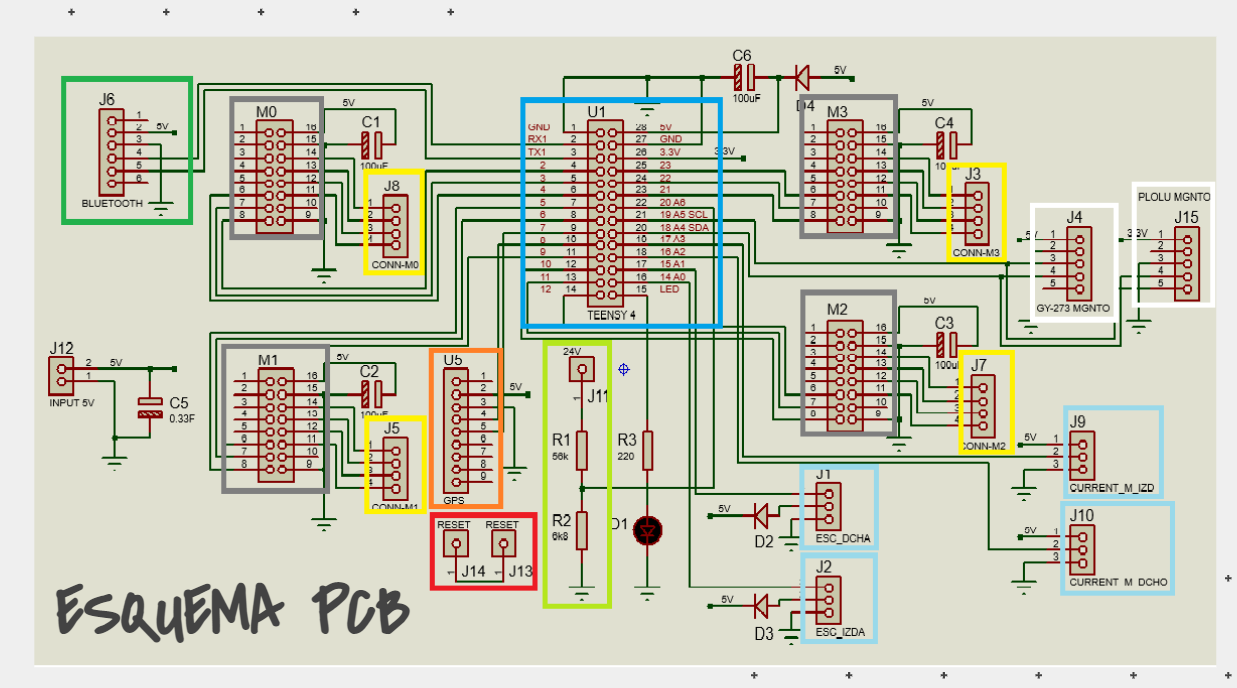 C6
5V
100uF
D4
J6
1
2
3
4
5
6
5V
BLUETOOTH
M0
5V
1
2
3
4
5
6
7
8
16
15
14
13
12
11
10
9
C1
100uF
J8
1
2
3
4
CONN-M0
U1
GND
RX1
TX1
2
3
4
5
6
7
8
9
10
11
12
1
2
3
4
5
6
7
8
9
10
11
12
13
14
28
27
26
25
24
23
22
21
20
19
18
17
16
15
5V
GND
3.3V
23
22
21
20 A6
19 A5 SCL
18 A4 SDA
17 A3
16 A2
15 A1
14 A0
LED
TEENSY 4
3.3V
M3
5V
1
2
3
4
5
6
7
8
16
15
14
13
12
11
10
9
C4
J3
1
2
3
4
CONN-M3
PLOLU MGNTO
J4
5V
1
2
3
4
5
GY-273 MGNTO
J15
3.3V
1
2
3
4
5
M2
5V
1
2
3
4
5
6
7
8
16
15
14
13
12
11
10
9
C3
100uF
J7
1
2
3
4
CONN-M2
J12
2
1
5V
INPUT 5V
C5
0.33F
M1
5V
1
2
3
4
5
6
7
8
16
15
14
13
12
11
10
9
C2
100uF
J5
1
2
3
4
CONN-M1
U5
1
2
3
4
5
6
7
8
9
5V
GPS
24V
J11
1
R1
56k
R2
6k8
R3
220
D1
RESET
RESET
1
J14
1
J13
J1
1
2
3
5V
D2
ESC_DCHA
J2
1
2
3
5V
D3
ESC_IZDA
J9
5V
1
2
3
CURRENT_M_IZD
J10
5V
1
2
3
CURRENT_M_DCHO
ESQUEMA PCB